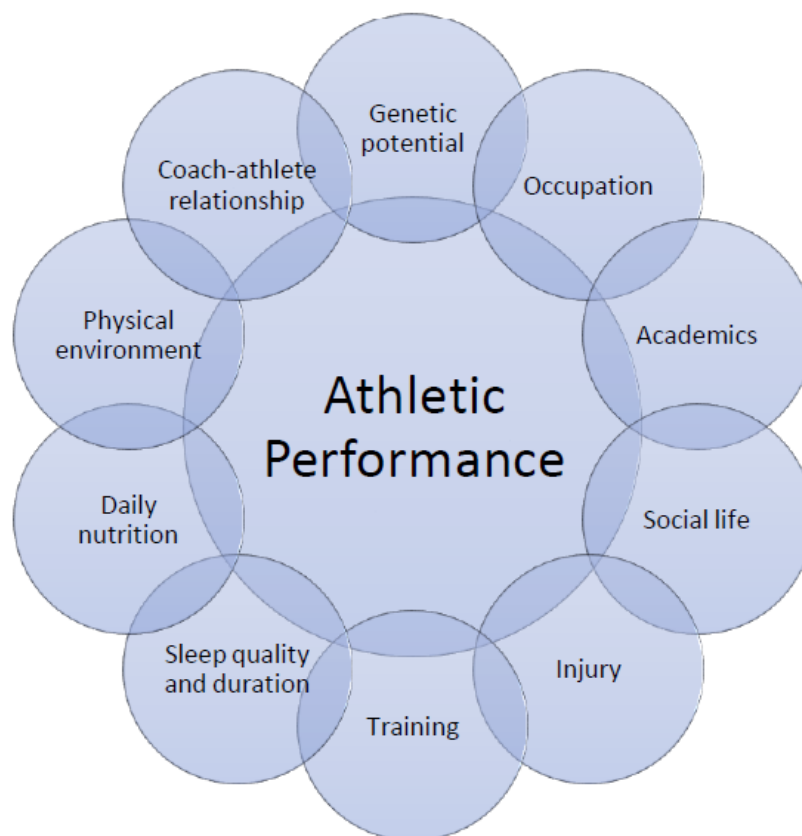 Genetic
potential
Occupation
Academics
Social life
Injury
Training
Sleep quality
and duration
Daily
nutrition
Physical
environment
Coach-athlete
relationship
Athletic
Performance